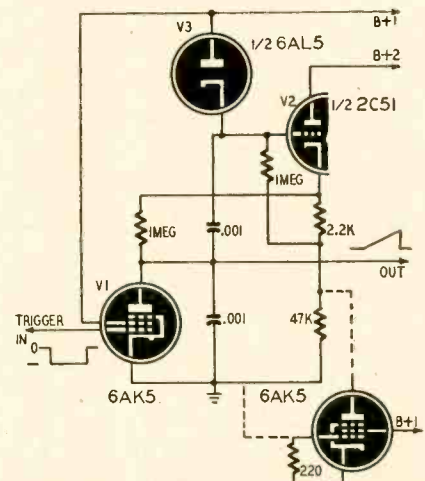 B+1
V3
1/2 6AL5
B+2
V2
1/2 2C51
1MEG
1MEG
.001
2.2K
OUT
V1
TRIGGER
IN
0
-
.001
47K
6AK5
6AK5
B+1
220